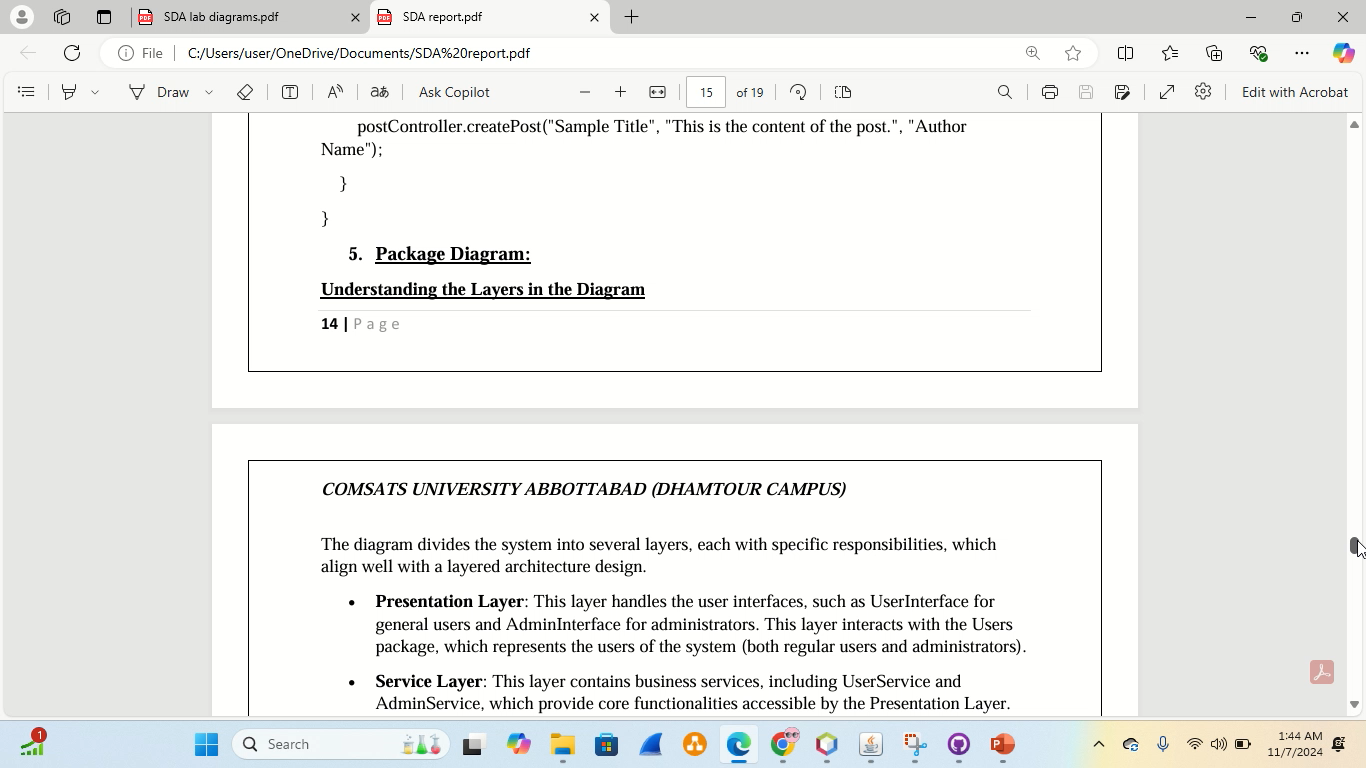 SDA lab diagrams.pdf
SDA report.pdf
File
C:/Users/user/OneDrive/Documents/SDA%20report.pdf
Draw
Ask Copilot
15 of 19
Edit with Acrobat
postController.createPost("Sample Title", "This is the content of the post.", "Author
Name");
}
}
5. Package Diagram:
Understanding the Layers in the Diagram
14 | Page
COMSATS UNIVERSITY ABBOTTABAD (DHAMTOUR CAMPUS)
The diagram divides the system into several layers, each with specific responsibilities, which
align well with a layered architecture design.
• Presentation Layer: This layer handles the user interfaces, such as UserInterface for
general users and AdminInterface for administrators. This layer interacts with the Users
package, which represents the users of the system (both regular users and administrators).
• Service Layer: This layer contains business services, including UserService and
AdminService, which provide core functionalities accessible by the Presentation Layer.
1
Search
1:44 AM
11/7/2024